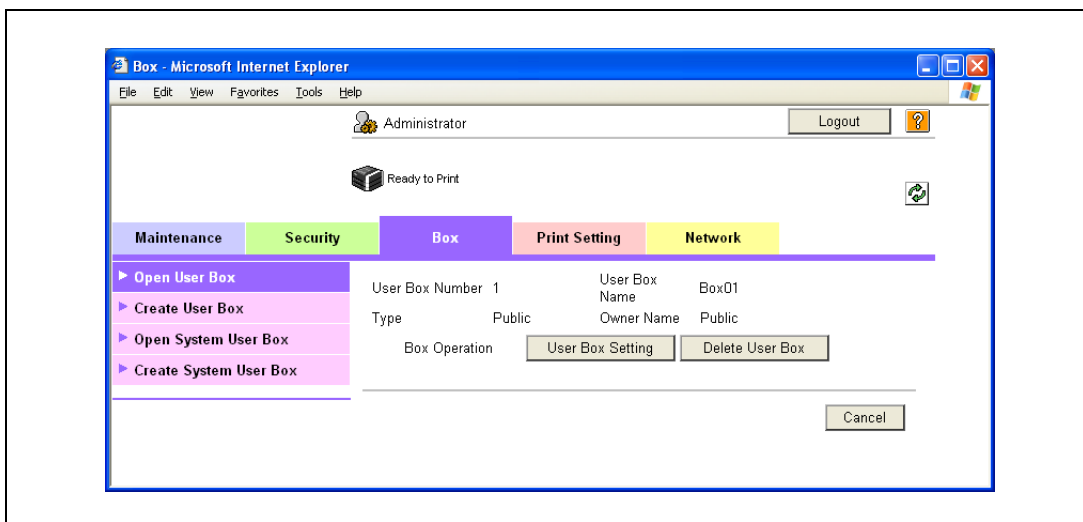 Box - Microsoft Internet Explorer
File Edit View Favorites Tools Help
Administrator Logout ?
Ready to Print
Maintenance Security Box Print Setting Network
Open User Box
Create User Box
Open System User Box
Create System User Box
User Box Number 1 User Box Name Box01
Type Public Owner Name Public
Box Operation User Box Setting Delete User Box
Cancel